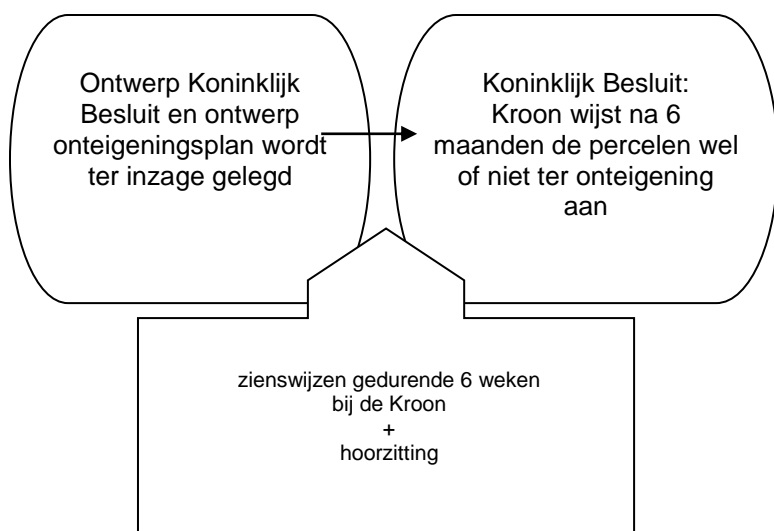 Ontwerp Koninklijk
Besluit en ontwerp
onteigeningsplan wordt
ter inzage gelegd
Koninklijk Besluit:
Kroon wijst na 6
maanden de percelen wel
of niet ter onteigening
aan
zienswijzen gedurende 6 weken
bij de Kroon
+
hoorzitting